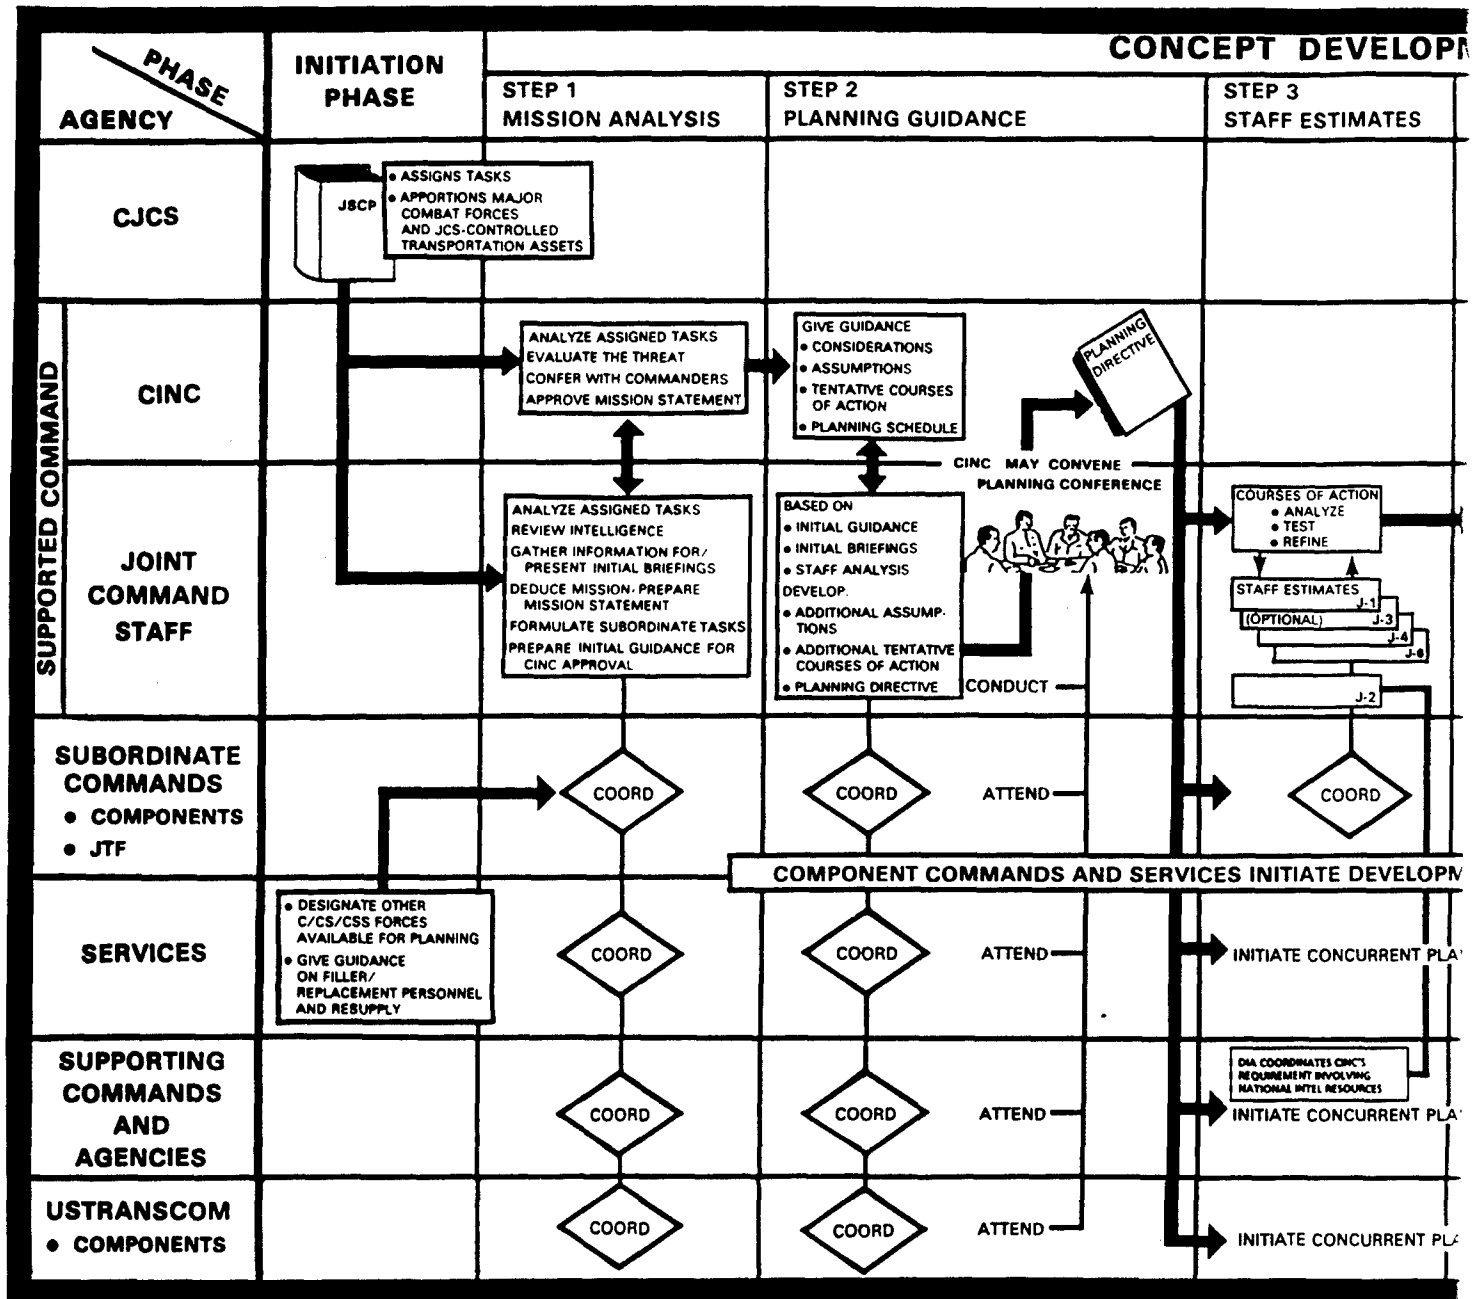 PHASE
AGENCY
INITIATION
PHASE
CONCEPT DEVELOPM
STEP 1
MISSION ANALYSIS
STEP 2
PLANNING GUIDANCE
STEP 3
STAFF ESTIMATES
CJCS
JSCP
• ASSIGNS TASKS
• APPORTIONS MAJOR
COMBAT FORCES
AND JCS-CONTROLLED
TRANSPORTATION ASSETS
SUPPORTED COMMAND
CINC
ANALYZE ASSIGNED TASKS
EVALUATE THE THREAT
CONFER WITH COMMANDERS
APPROVE MISSION STATEMENT
GIVE GUIDANCE
• CONSIDERATIONS
• ASSUMPTIONS
• TENTATIVE COURSES
OF ACTION
• PLANNING SCHEDULE
PLANNING
DIRECTIVE
CINC MAY CONVENE
PLANNING CONFERENCE
JOINT
COMMAND
STAFF
ANALYZE ASSIGNED TASKS
REVIEW INTELLIGENCE
GATHER INFORMATION FOR/
PRESENT INITIAL BRIEFINGS
DEDUCE MISSION-PREPARE
MISSION STATEMENT
FORMULATE SUBORDINATE TASKS
PREPARE INITIAL GUIDANCE FOR
CINC APPROVAL
BASED ON
• INITIAL GUIDANCE
• INITIAL BRIEFINGS
• STAFF ANALYSIS
DEVELOP.
• ADDITIONAL ASSUMP-
TIONS
• ADDITIONAL TENTATIVE
COURSES OF ACTION
• PLANNING DIRECTIVE
CONDUCT
COURSES OF ACTION
• ANALYZE
• TEST
• REFINE
STAFF ESTIMATES
J-1
(OPTIONAL)
J-3
J-4
J-6
J-2
SUBORDINATE
COMMANDS
• COMPONENTS
• JTF
COORD
COORD
ATTEND
COORD
COMPONENT COMMANDS AND SERVICES INITIATE DEVELOPM
SERVICES
• DESIGNATE OTHER
C/CS/CSS FORCES
AVAILABLE FOR PLANNING
• GIVE GUIDANCE
ON FILLER/
REPLACEMENT PERSONNEL
AND RESUPPLY
COORD
COORD
ATTEND
INITIATE CONCURRENT PLA
SUPPORTING
COMMANDS
AND
AGENCIES
COORD
COORD
ATTEND
DIA COORDINATES CINC'S
REQUIREMENT INVOLVING
NATIONAL INTEL RESOURCES
INITIATE CONCURRENT PLA
USTRANSCOM
• COMPONENTS
COORD
COORD
ATTEND
INITIATE CONCURRENT PLA